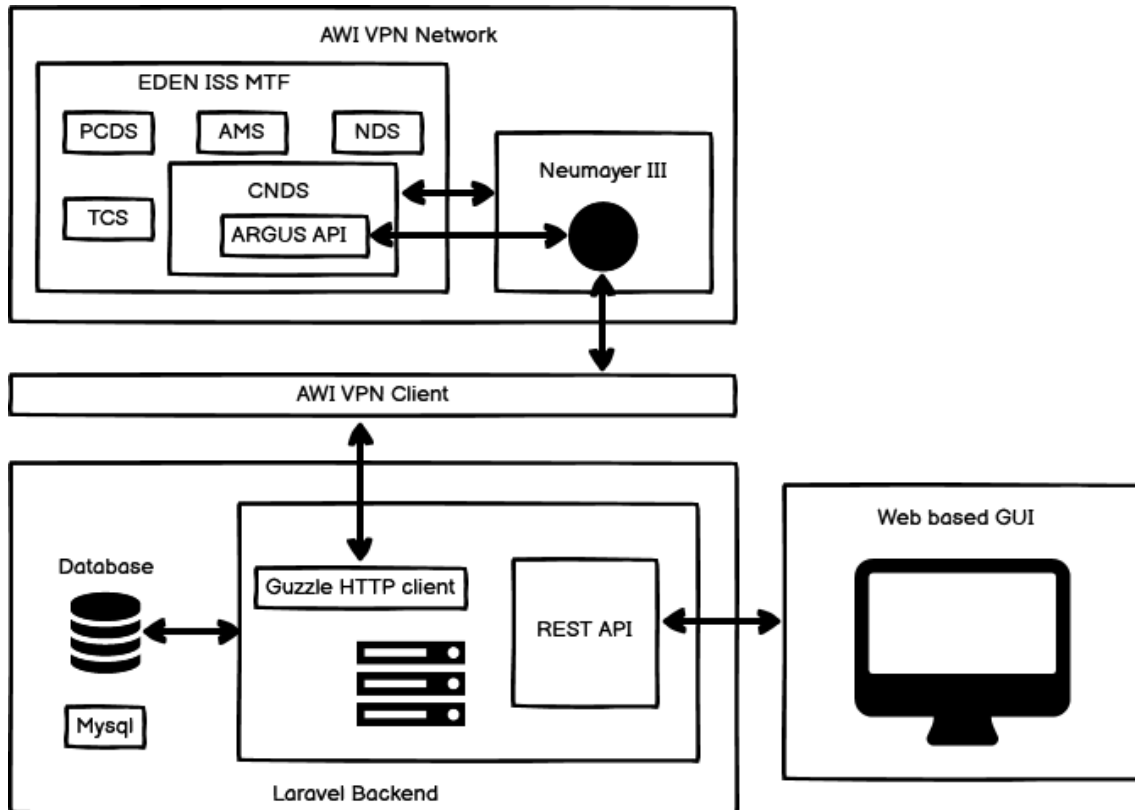 AWI VPN Network
EDEN ISS MTF
PCDS
AMS
NDS
Neumayer III
CNDS
TCS
ARGUS API
AWI VPN Client
Web based GUI
Database
Guzzle HTTP client
REST API
Mysql
Laravel Backend